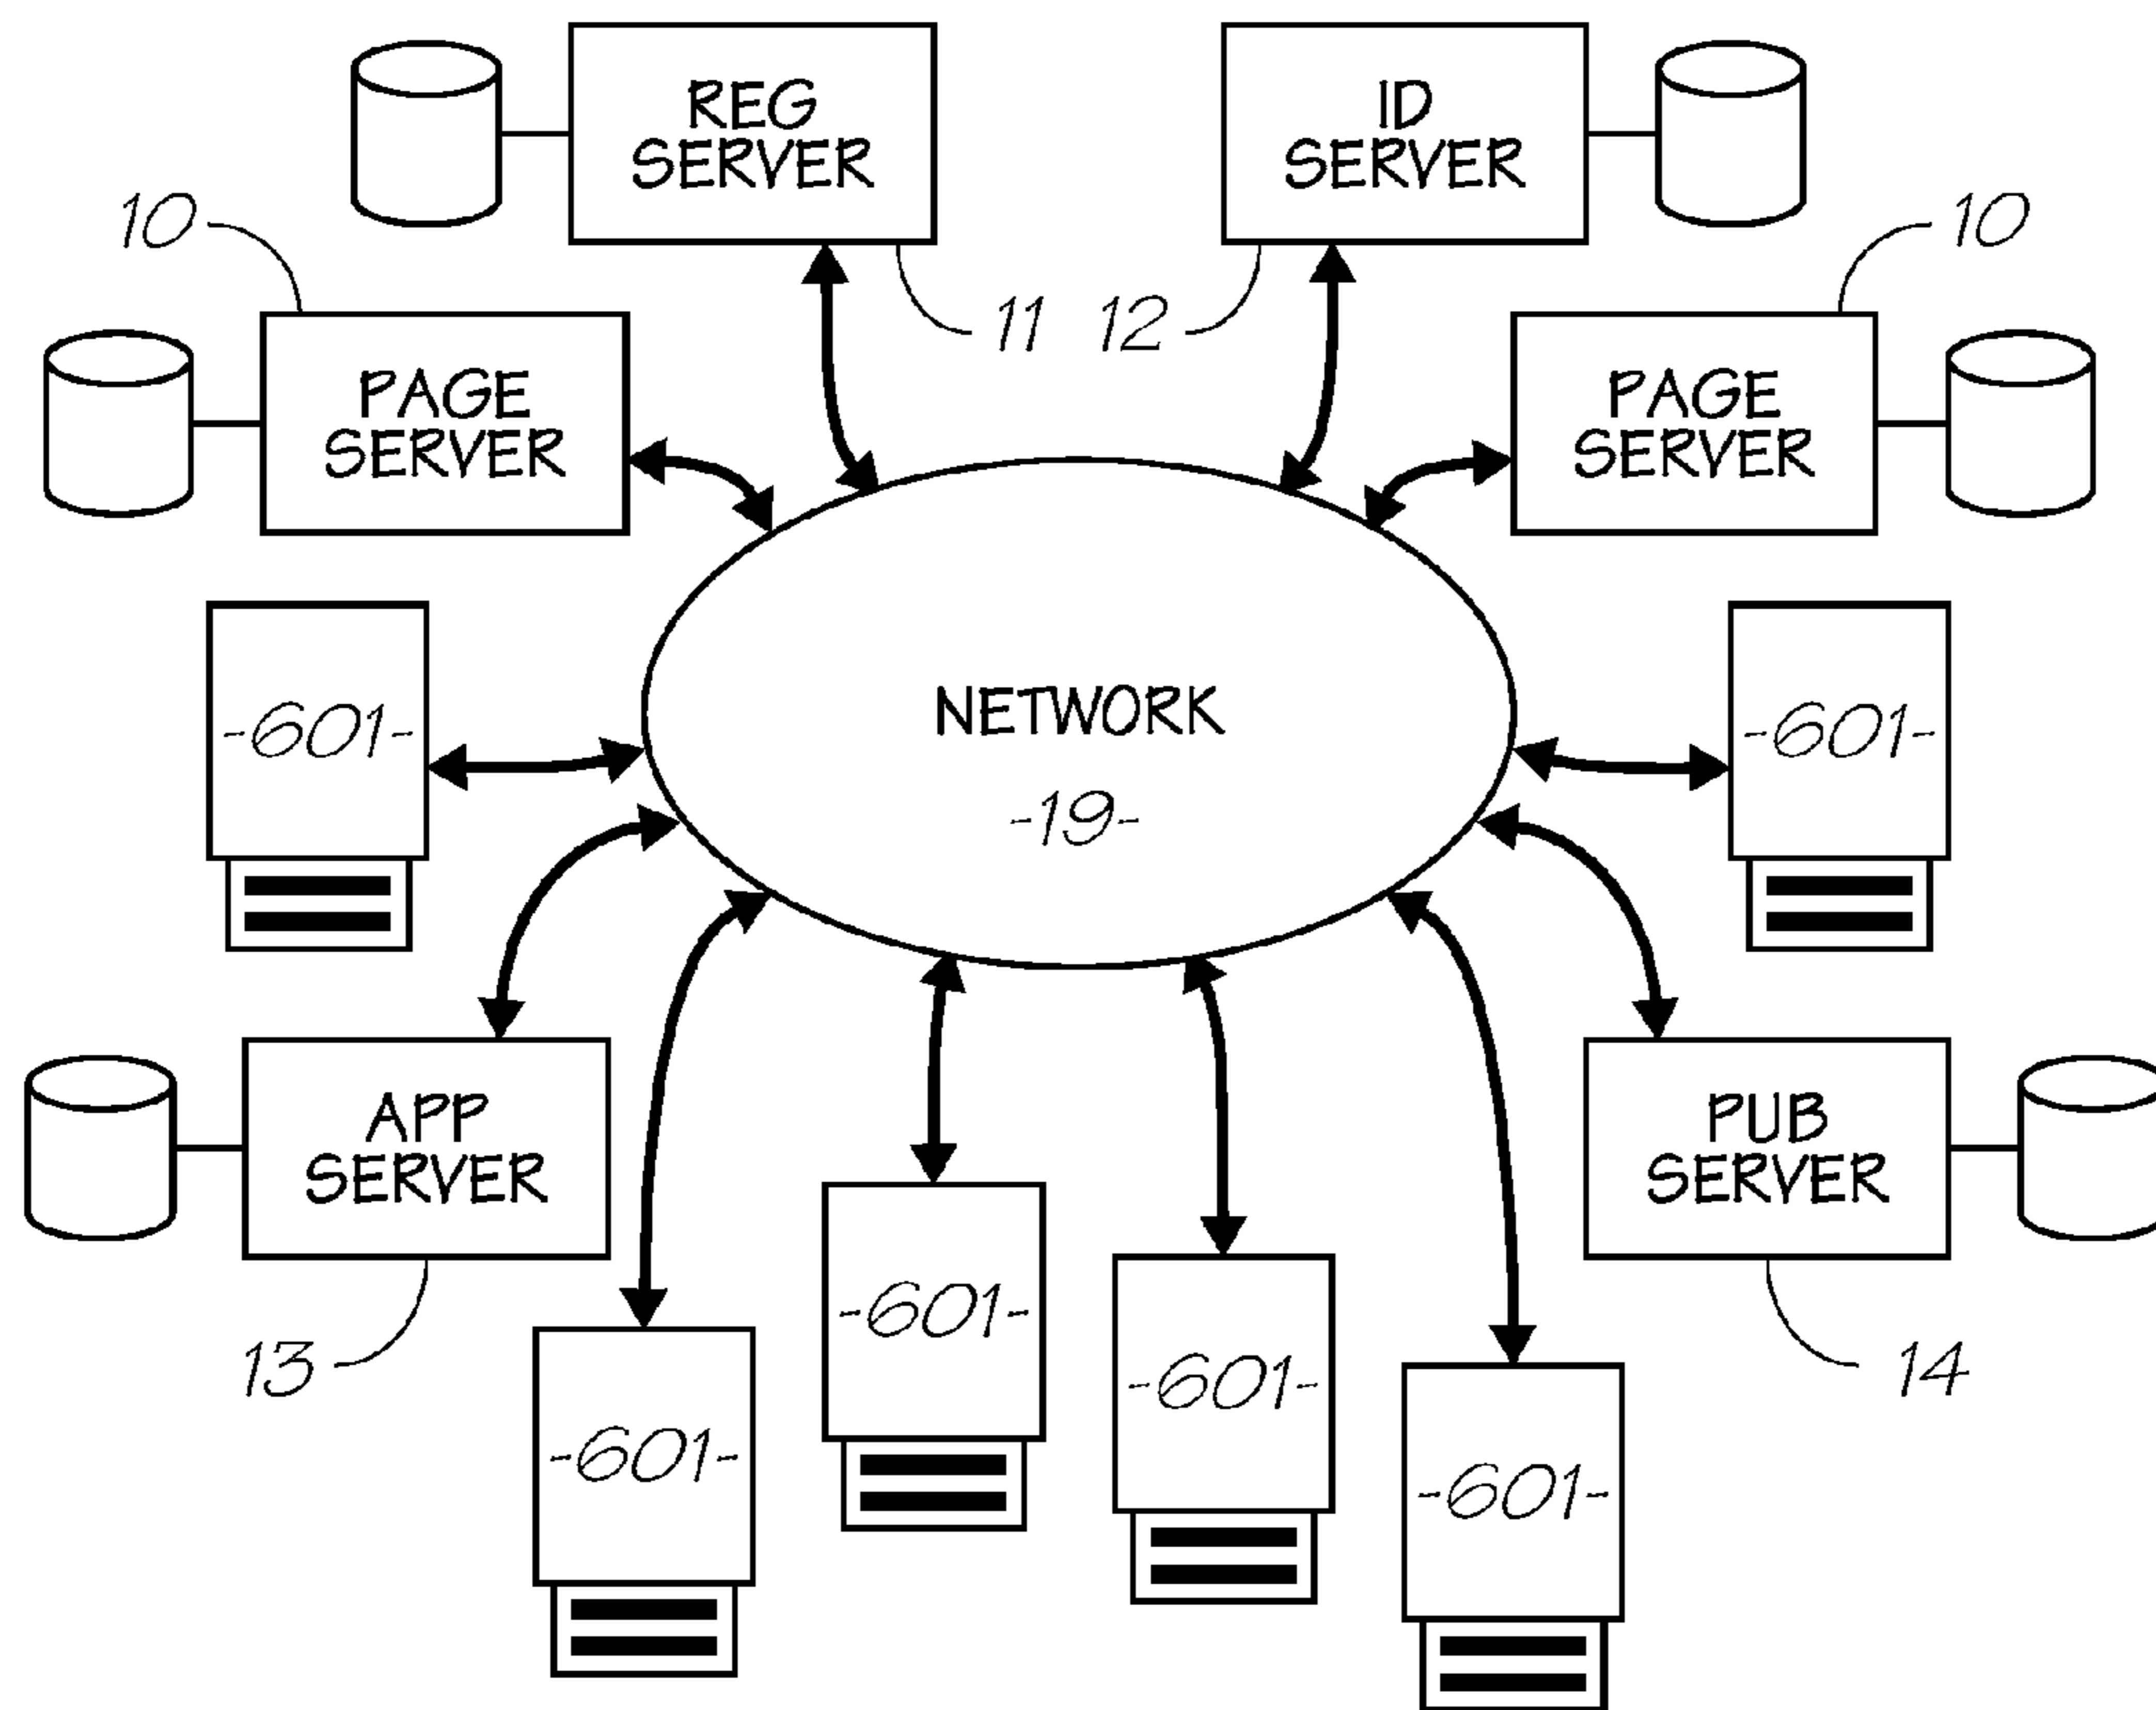 REG
SERVER
ID
SERVER
10
10
11
12
PAGE
SERVER
PAGE
SERVER
-601-
NETWORK
-19-
-601-
APP
SERVER
PUB
SERVER
13
14
-601-
-601-
-601-
-601-